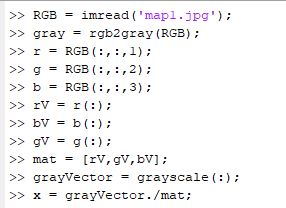 >> RGB = imread('map1.jpg');
>> gray = rgb2gray(RGB);
>> r = RGB(:,:,1);
>> g = RGB(:,:,2);
>> b = RGB(:,:,3);
>> rV = r(:);
>> bV = b(:);
>> gV = g(:);
>> mat = [rV,gV,bV];
>> grayVector = grayscale(:);
>> x = grayVector./mat;